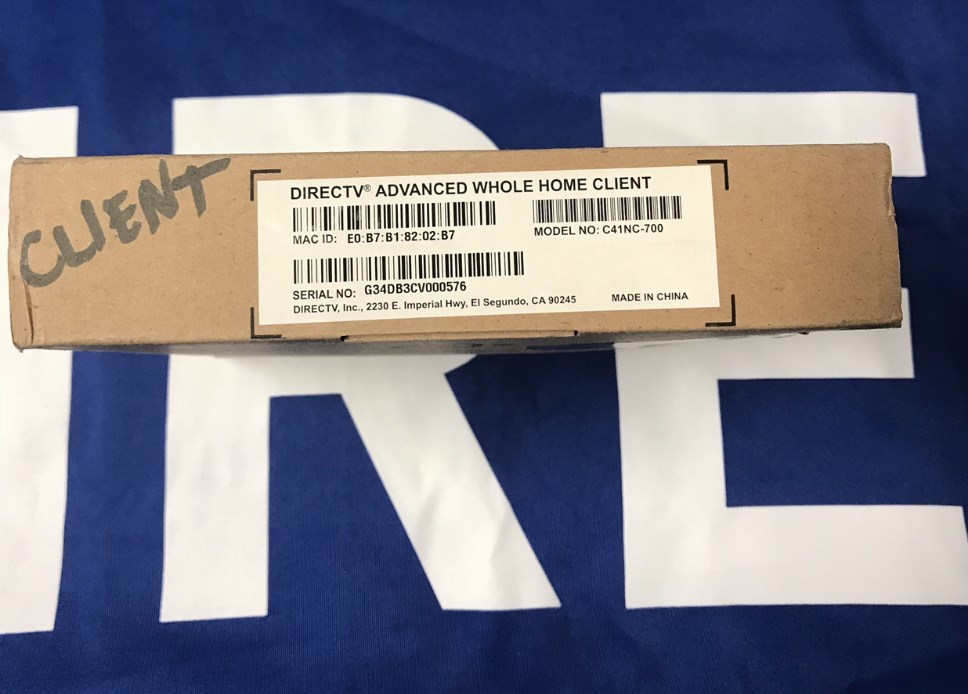 CLIENT
DIRECTV® ADVANCED WHOLE HOME CLIENT
MAC ID: E0:B7:B1:82:02:B7
MODEL NO: C41NC-700
SERIAL NO: G34DB3CV000576
DIRECTV, Inc., 2230 E. Imperial Hwy, El Segundo, CA 90245
MADE IN CHINA
RE